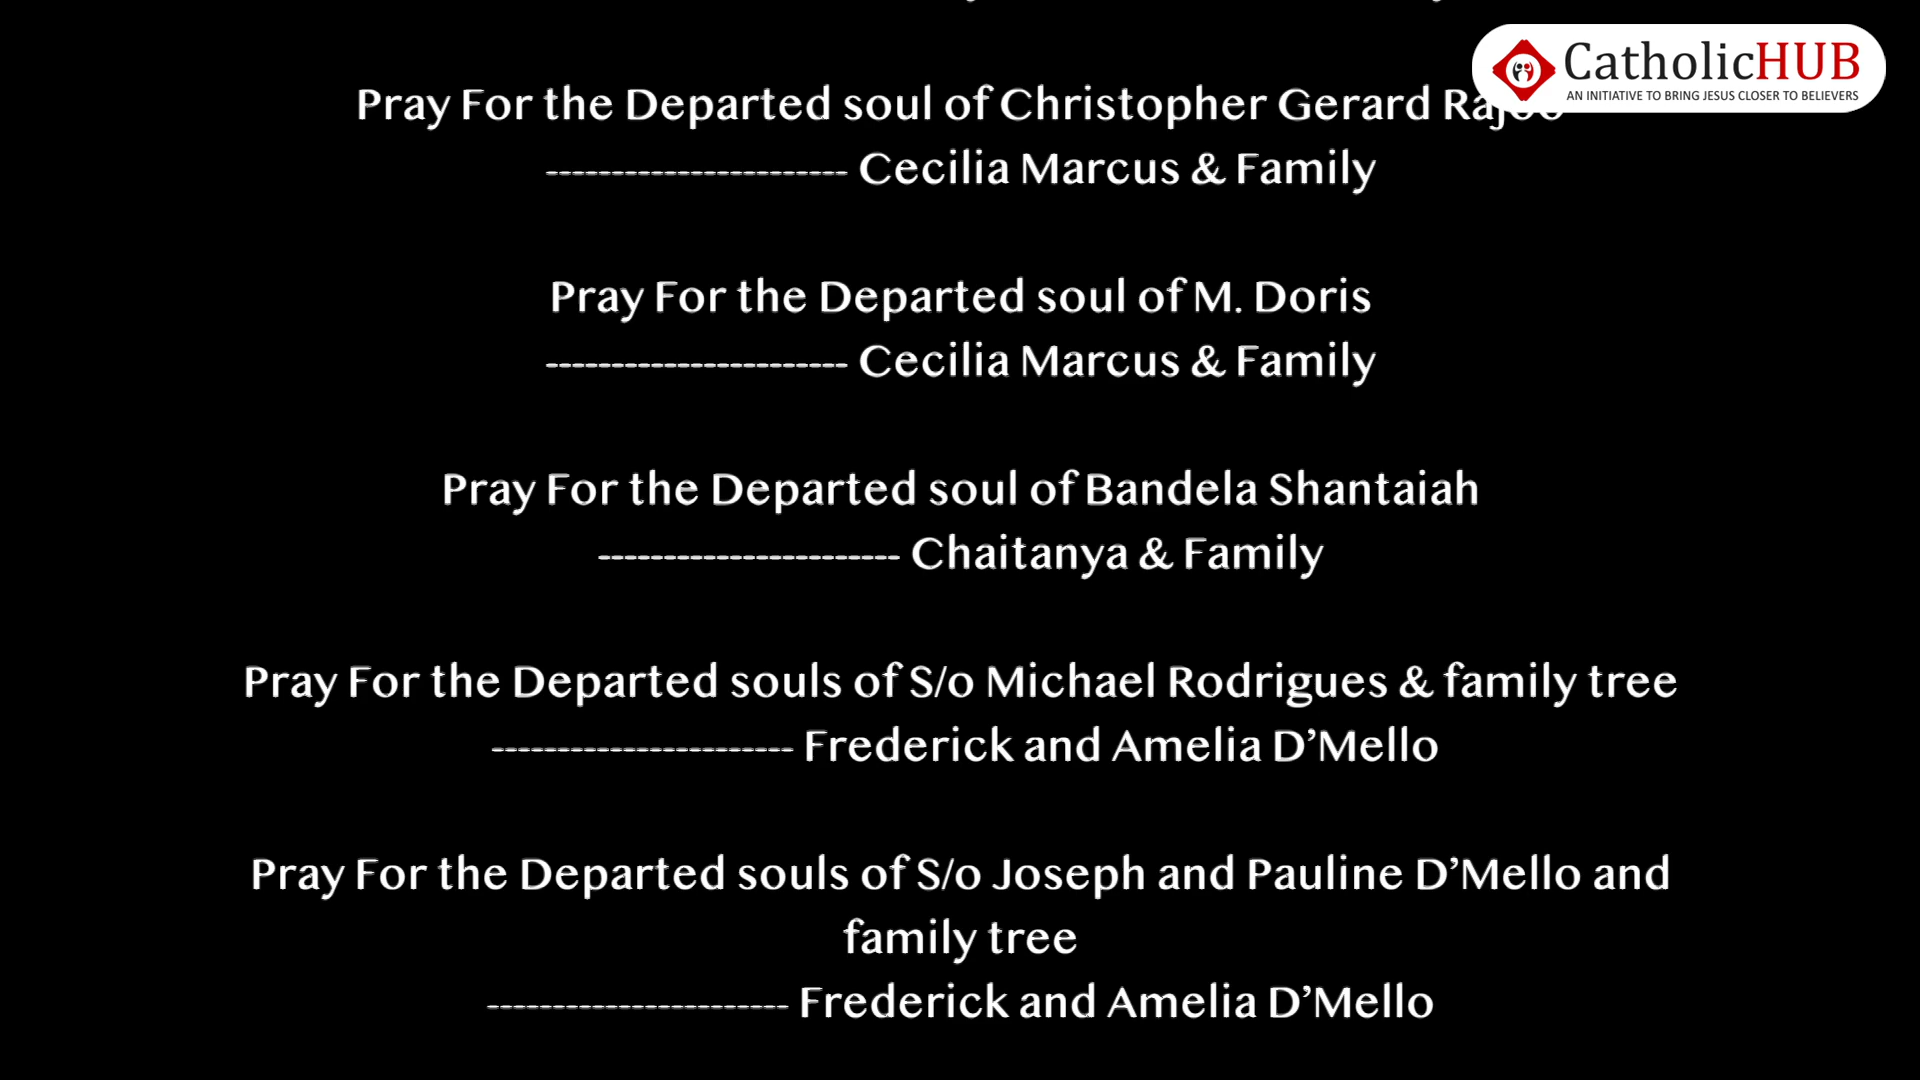 CatholicHUB
AN INITIATIVE TO BRING JESUS CLOSER TO BELIEVERS
Pray For the Departed soul of Christopher Gerard
---------------------- Cecilia Marcus & Family
Pray For the Departed soul of M. Doris
---------------------- Cecilia Marcus & Family
Pray For the Departed soul of Bandela Shantaiah
---------------------- Chaitanya & Family
Pray For the Departed souls of S/o Michael Rodrigues & family tree
---------------------- Frederick and Amelia D’Mello
Pray For the Departed souls of S/o Joseph and Pauline D’Mello and
family tree
---------------------- Frederick and Amelia D’Mello